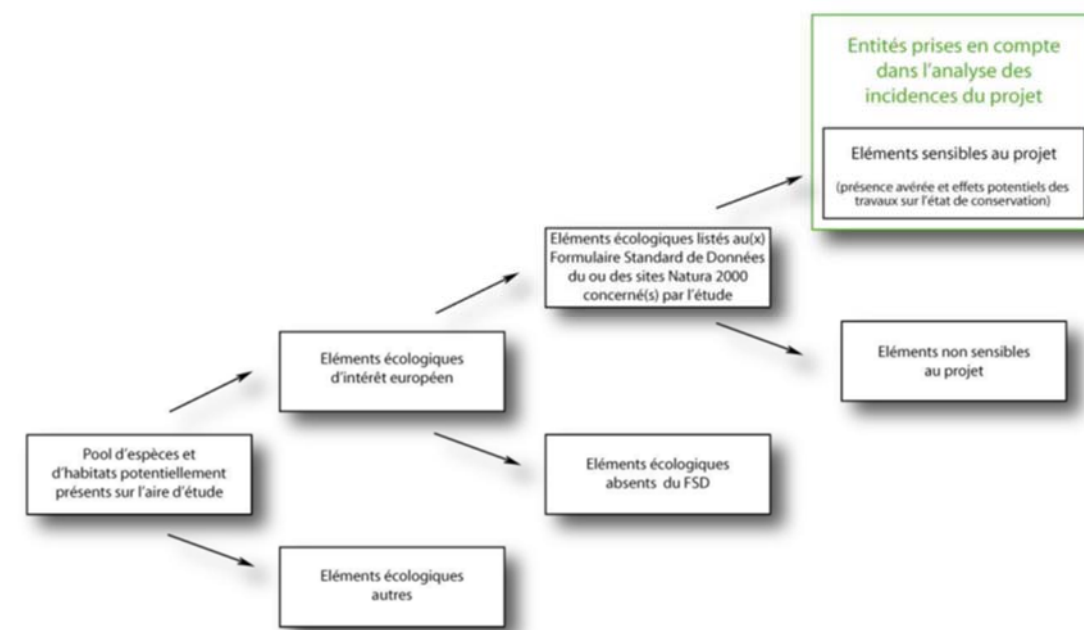 Entités prises en compte
dans l'analyse des
incidences du projet
Eléments sensibles au projet
(présence avérée et effets potentiels des
travaux sur l'état de conservation)
Eléments écologiques listés au(x)
Formulaire Standard de Données
du ou des sites Natura 2000
concerné(s) par l'étude
Eléments non sensibles
au projet
Eléments écologiques
d'intérêt européen
Eléments écologiques
absents du FSD
Pool d'espèces et
d'habitats potentiellement
présents sur l'aire d'étude
Eléments écologiques
autres